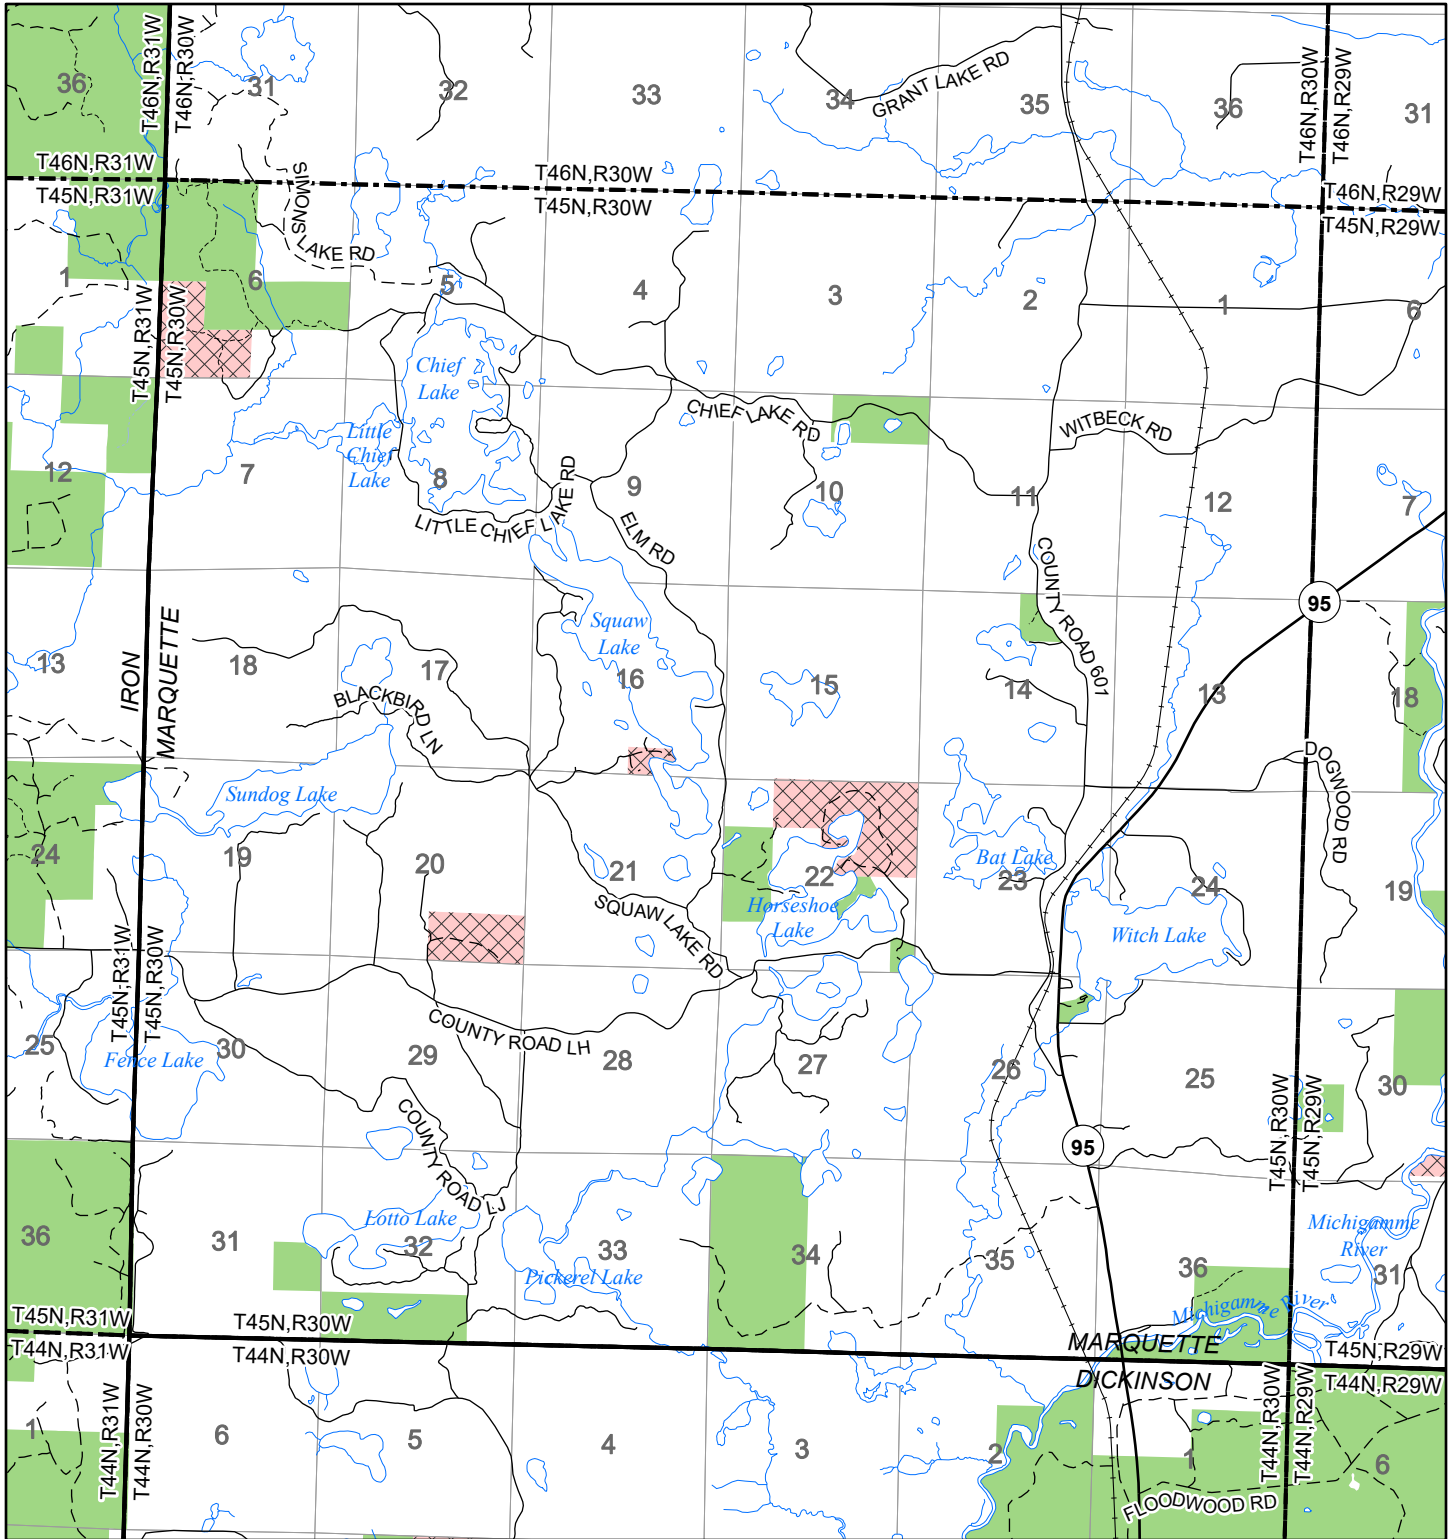 36
31
32
33
34
35
36
31
T46N,R31W
T46N,R30W
GRANT LAKE RD
T46N,R30W
T46N,R29W
T46N,R31W
T45N,R31W
T46N,R30W
T45N,R30W
T46N,R29W
T45N,R29W
SIMONS
LAKE RD
1
6
5
4
3
2
1
6
T45N,R31W
T45N,R30W
Chief
Lake
CHIEF LAKE RD
WITBECK RD
Little
Chief
Lake
12
7
8
9
10
11
12
7
LITTLE CHIEF LAKE RD
ELM RD
COUNTY ROAD 601
95
Squaw
Lake
IRON
MARQUETTE
13
18
17
16
15
14
13
18
BLACKBIRD LN
DOGWOOD RD
Sundog Lake
24
19
20
21
22
Bat Lake
23
24
19
Horseshoe
Lake
SQUAW LAKE RD
Witch Lake
T45N,R31W
T45N,R30W
COUNTY ROAD LH
25
Fence Lake
30
29
28
27
26
25
30
T45N,R30W
T45N,R29W
95
COUNTY ROAD LJ
Lotto Lake
Pickerel Lake
Michigamme
River
36
31
32
33
34
35
36
31
Michigamme River
T45N,R31W
T44N,R31W
T45N,R30W
T44N,R30W
MARQUETTE
DICKINSON
T45N,R29W
T44N,R29W
T44N,R31W
T44N,R30W
T44N,R30W
T44N,R29W
1
6
5
4
3
2
1
6
FLOODWOOD RD